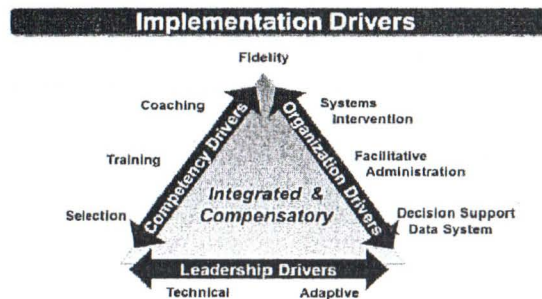 Implementation Drivers
Fidelity
Coaching
Training
Selection
Competency Drivers
Organization Drivers
Systems
Intervention
Facilitative
Administration
Decision Support
Data System
Integrated &
Compensatory
Leadership Drivers
Technical
Adaptive